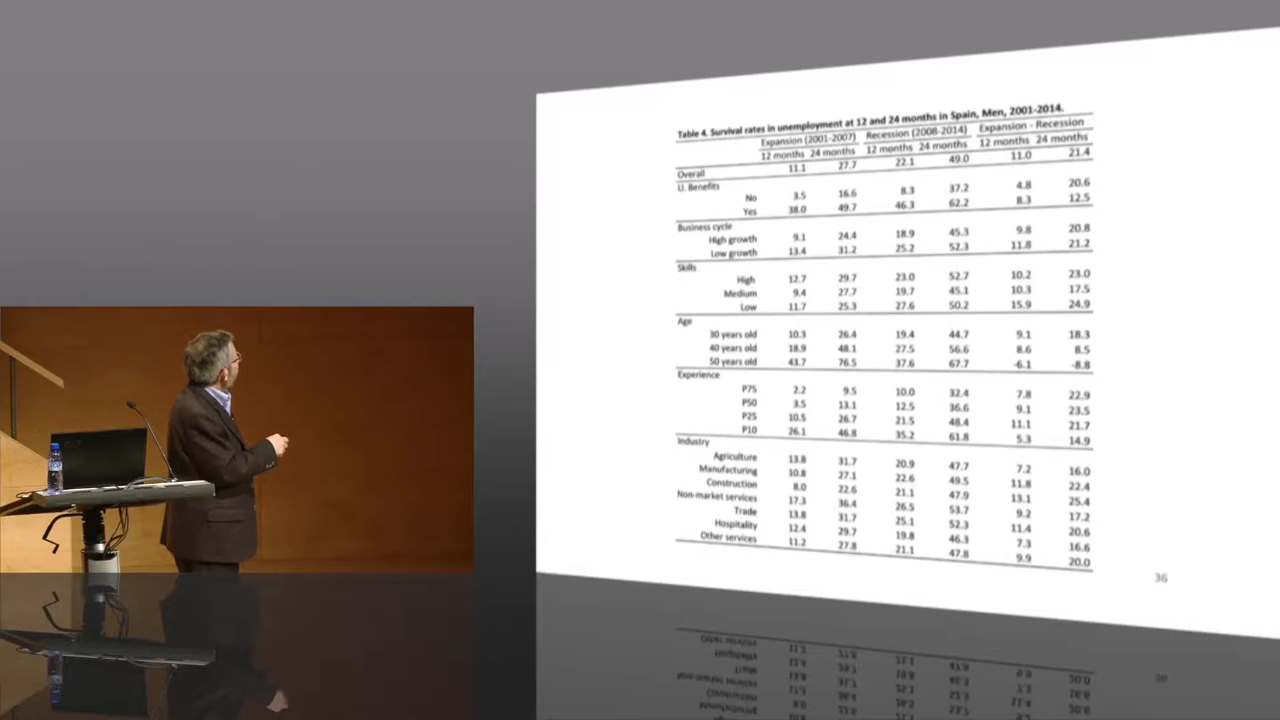 Table 4. Survival rates in unemployment at 12 and 24 months in Spain, Men, 2001-2014.
Expansion (2001-2007) Recession (2008-2014) Expansion - Recession
12 months 24 months 12 months 24 months 12 months 24 months
Overall 11.1 27.7 22.1 49.0 11.0 21.4
U. Benefits
No 3.5 16.6 8.3 37.2 4.8 20.6
Yes 38.0 49.7 46.3 62.2 8.3 12.5
Business cycle
High growth 9.1 24.4 18.9 45.3 9.8 20.8
Low growth 13.4 31.2 25.2 52.3 11.8 21.2
Skills
High 12.7 29.7 23.0 52.7 10.2 23.0
Medium 9.4 27.7 19.7 45.1 10.3 17.5
Low 11.7 25.3 27.6 50.2 15.9 24.9
Age
30 years old 10.3 26.4 19.4 44.7 9.1 18.3
40 years old 18.9 48.1 27.5 56.6 8.6 8.5
50 years old 43.7 76.5 37.6 67.7 -6.1 -8.8
Experience
P75 2.2 9.5 10.0 32.4 7.8 22.9
P50 3.5 13.1 12.5 36.6 9.1 23.5
P25 10.5 26.7 21.5 48.4 11.1 21.7
P10 26.1 46.8 35.2 61.8 5.3 14.9
Industry
Agriculture 13.8 31.7 20.9 47.7 7.2 16.0
Manufacturing 10.8 27.1 22.6 49.5 11.8 22.4
Construction 8.0 22.6 21.1 47.9 13.1 25.4
Non-market services 17.3 36.4 26.5 53.7 9.2 17.2
Trade 13.8 31.7 25.1 52.3 11.4 20.6
Hospitality 12.4 29.7 19.8 46.3 7.3 16.6
Other services 11.2 27.8 21.1 47.8 9.9 20.0
36